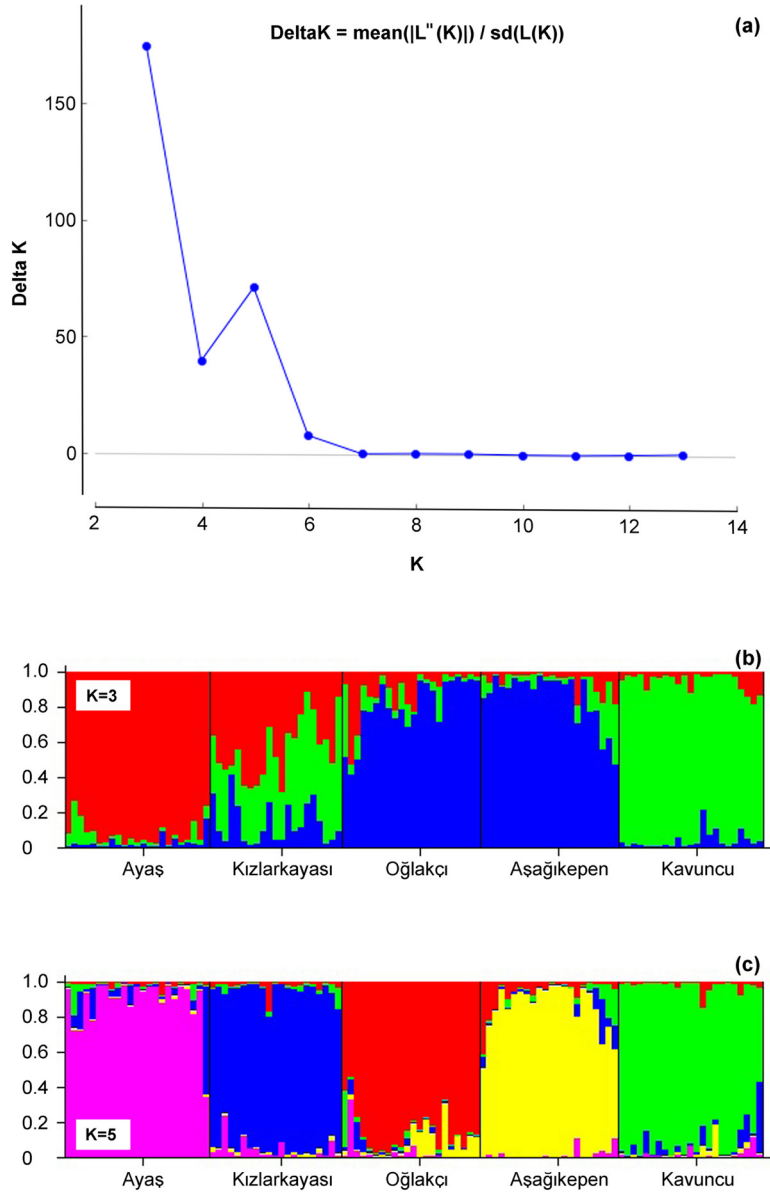 DeltaK = mean(|L"(K)|) / sd(L(K))
(a)
150
100
50
0
Delta K
2 4 6 8 10 12 14
K
(b)
1.0
0.8
0.6
0.4
0.2
0
K=3
Ayaş Kızlarkayası Oğlakçı Aşağıkepen Kavuncu
(c)
1.0
0.8
0.6
0.4
0.2
0
K=5
Ayaş Kızlarkayası Oğlakçı Aşağıkepen Kavuncu